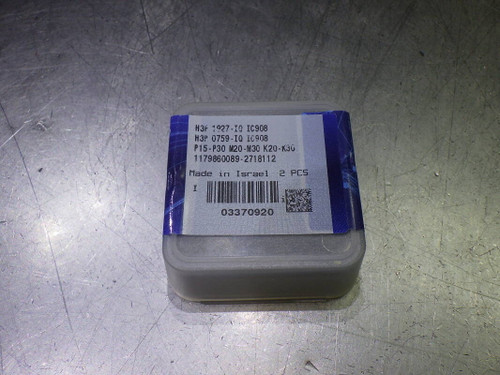 H3P 1927-IQ IC908
H3P 0759-IQ IC908
P15-P30 M20-M30 K20-K30
1179860089-2718112
Made in Israel 2 PCS
I
03370920